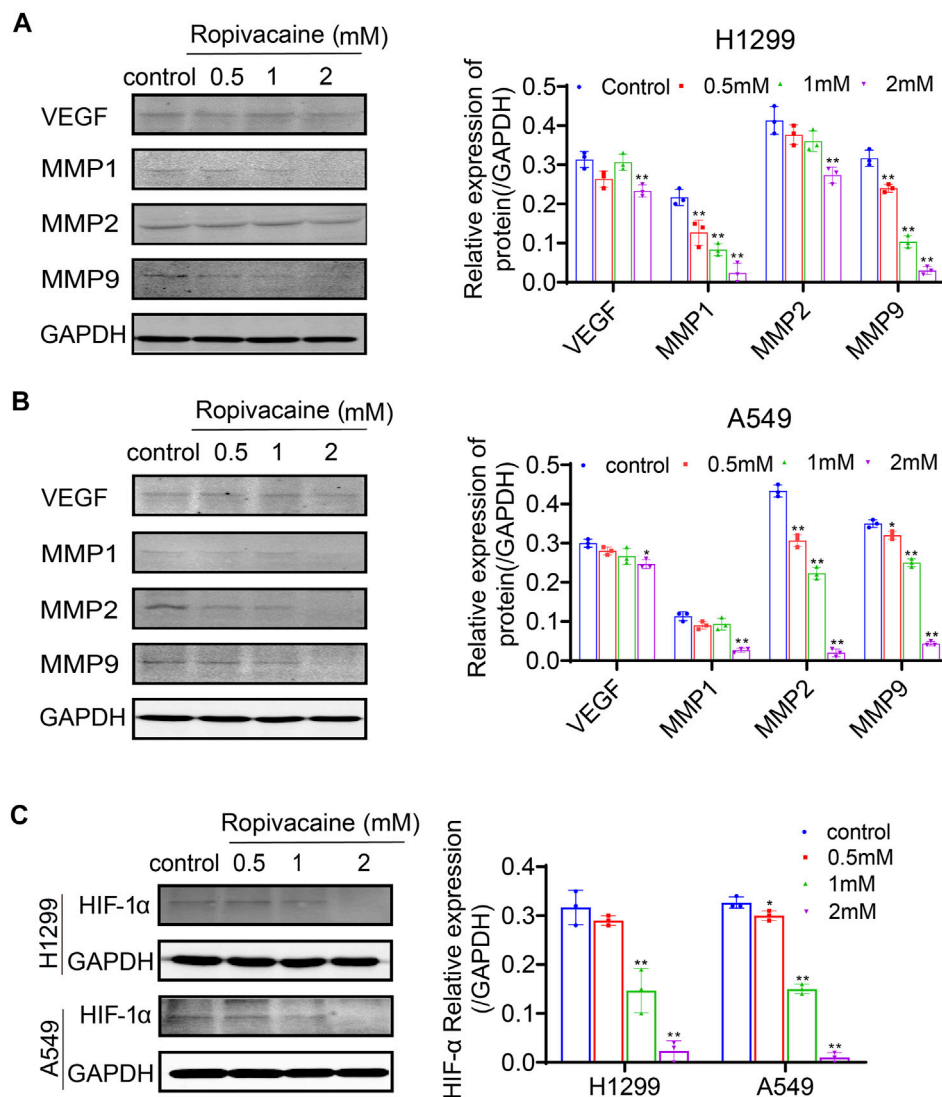 A
Ropivacaine (mM)
control 0.5 1 2
VEGF
MMP1
MMP2
MMP9
GAPDH
H1299
Control 0.5mM 1mM 2mM
Relative expression of
protein(/GAPDH)
0.5
0.4
0.3
0.2
0.1
0.0
** ** ** ** ** ** ** **
VEGF MMP1 MMP2 MMP9
B
Ropivacaine (mM)
control 0.5 1 2
VEGF
MMP1
MMP2
MMP9
GAPDH
A549
control 0.5mM 1mM 2mM
Relative expression of
protein(/GAPDH)
0.5
0.4
0.3
0.2
0.1
0.0
* ** ** ** ** * ** **
VEGF MMP1 MMP2 MMP9
C
Ropivacaine (mM)
control 0.5 1 2
H1299
HIF-1α
GAPDH
A549
HIF-1α
GAPDH
control
0.5mM
1mM
2mM
HIF-α Relative expression
(/GAPDH)
0.4
0.3
0.2
0.1
0.0
** ** * ** **
H1299 A549